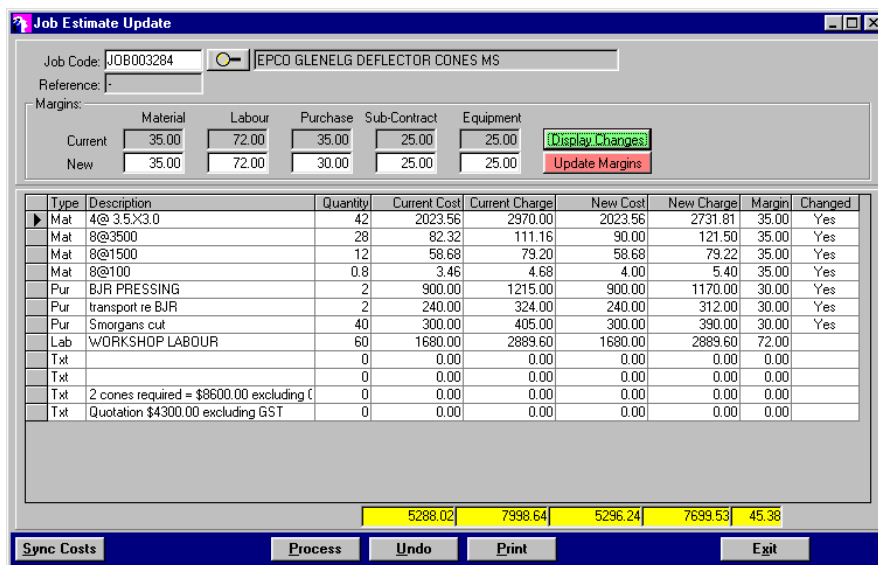 Job Estimate Update
Job Code: JOB003284 EPCO GLENELG DEFLECTOR CONES MS
Reference: -
Margins:
Material Labour Purchase Sub-Contract Equipment
Current 35.00 72.00 35.00 25.00 25.00 Display Changes
New 35.00 72.00 30.00 25.00 25.00 Update Margins
Type Description Quantity Current Cost Current Charge New Cost New Charge Margin Changed
Mat 4@ 3.5.X3.0 42 2023.56 2970.00 2023.56 2731.81 35.00 Yes
Mat 8@3500 28 82.32 111.16 90.00 121.50 35.00 Yes
Mat 8@1500 12 58.68 79.20 58.68 79.22 35.00 Yes
Mat 8@100 0.8 3.46 4.68 4.00 5.40 35.00 Yes
Pur BJR PRESSING 2 900.00 1215.00 900.00 1170.00 30.00 Yes
Pur transport re BJR 2 240.00 324.00 240.00 312.00 30.00 Yes
Pur Smorgans cut 40 300.00 405.00 300.00 390.00 30.00 Yes
Lab WORKSHOP LABOUR 60 1680.00 2889.60 1680.00 2889.60 72.00
Txt 0 0.00 0.00 0.00 0.00 0.00
Txt 0 0.00 0.00 0.00 0.00 0.00
Txt 2 cones required = $8600.00 excluding ( 0 0.00 0.00 0.00 0.00 0.00
Txt Quotation $4300.00 excluding GST 0 0.00 0.00 0.00 0.00 0.00
5288.02 7998.64 5296.24 7699.53 45.38
Sync Costs Process Undo Print Exit